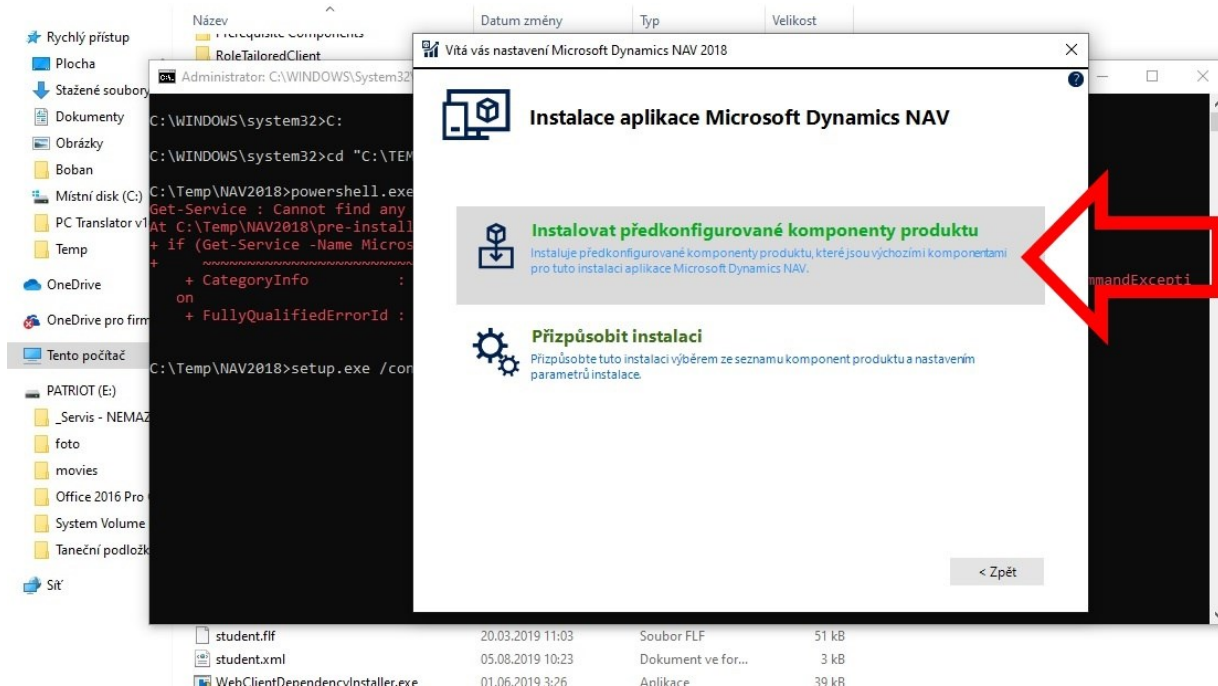 Název Datum změny Typ Velikost
Rychlý přístup
Prerequisite Components
RoleTailoredClient
Plocha
Stažené soubory
Dokumenty
Obrázky
Boban
Místní disk (C:)
PC Translator
Temp
OneDrive
OneDrive pro
Tento počítač
PATRIOT (E:)
_Servis -
foto
movies
Office 2016 Pro
System Volume
Taneční
Síť
Administrator: C:\WINDOWS\System32
C:\WINDOWS\system32>C:
C:\WINDOWS\system32>cd "C:\TEM
C:\Temp\NAV2018>powershell.exe
Get-Service : Cannot find any
At C:\Temp\NAV2018\pre-install
+ if (Get-Service -Name Micros
+ ~~~~~~~~~~~~~~~~~~~~~~~~~~
+ CategoryInfo : mmandExcepti
on
+ FullyQualifiedErrorId :
C:\Temp\NAV2018>setup.exe /con
Vítá vás nastavení Microsoft Dynamics NAV 2018
Instalace aplikace Microsoft Dynamics NAV
Instalovat předkonfigurované komponenty produktu
Instaluje předkonfigurované komponenty produktu, které jsou výchozími komponentami
pro tuto instalaci aplikace Microsoft Dynamics NAV.
Přizpůsobit instalaci
Přizpůsobte tuto instalaci výběrem ze seznamu komponent produktu a nastavením
parametrů instalace.
< Zpět
student.flf 20.03.2019 11:03 Soubor FLF 51 kB
student.xml 05.08.2019 10:23 Dokument ve for... 3 kB
WebClientDependencyInstaller.exe 01.06.2019 3:26 Aplikace 39 kB